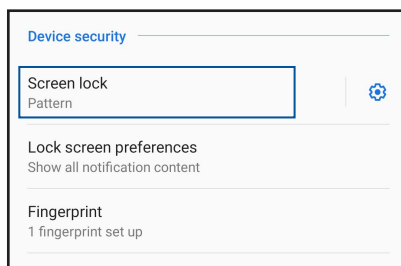 Device security
Screen lock
Pattern
Lock screen preferences
Show all notification content
Fingerprint
1 fingerprint set up